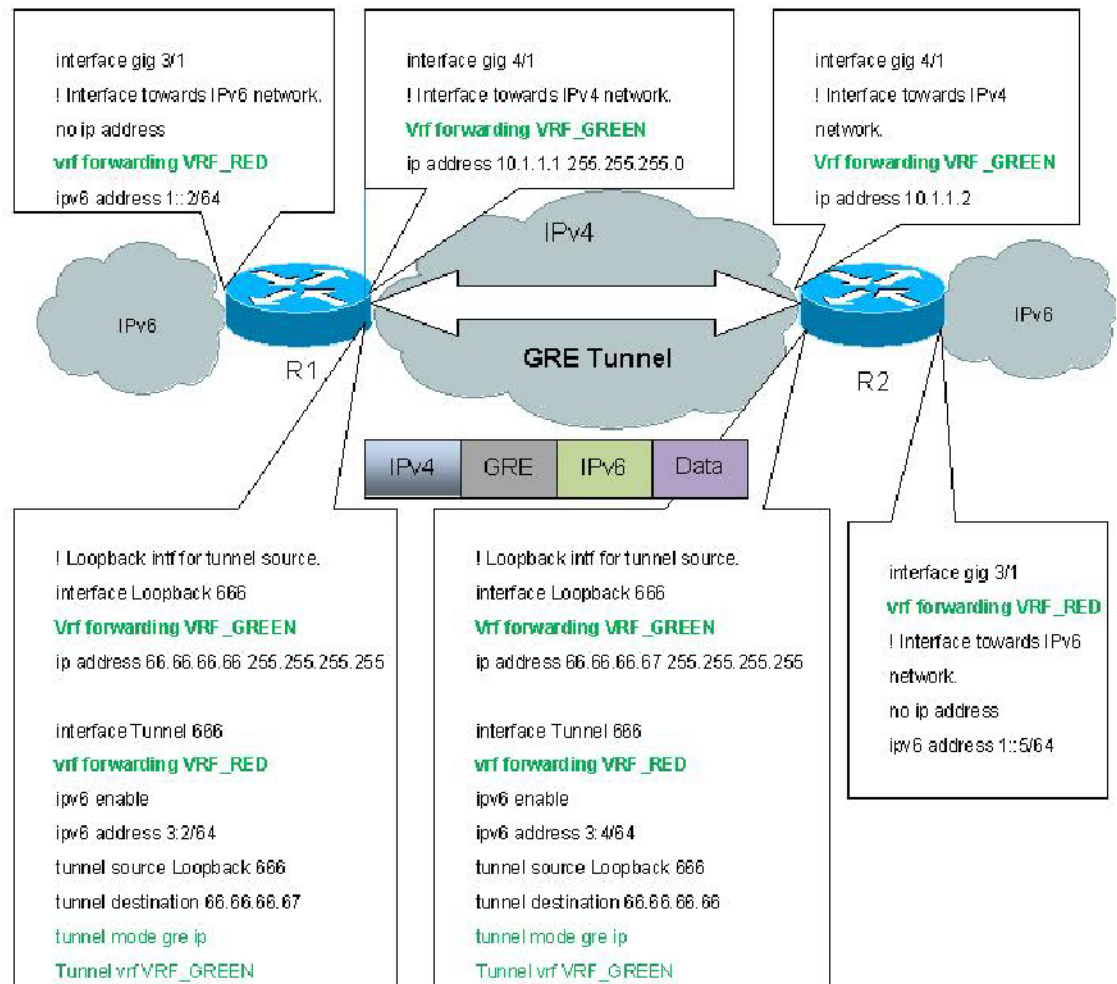 interface gig 3/1
! Interface towards IPv6 network.
no ip address
vrf forwarding VRF_RED
ipv6 address 1::2/64
interface gig 4/1
! Interface towards IPv4 network.
Vrf forwarding VRF_GREEN
ip address 10.1.1.1 255.255.255.0
interface gig 4/1
! Interface towards IPv4
network.
Vrf forwarding VRF_GREEN
ip address 10.1.1.2
IPv4
IPv6
IPv6
GRE Tunnel
R1
R2
IPv4 GRE IPv6 Data
! Loopback intf for tunnel source.
interface Loopback 666
Vrf forwarding VRF_GREEN
ip address 66.66.66.66 255.255.255.255
interface Tunnel 666
vrf forwarding VRF_RED
ipv6 enable
ipv6 address 3:2/64
tunnel source Loopback 666
tunnel destination 66.66.66.67
tunnel mode gre ip
Tunnel vrf VRF_GREEN
! Loopback intf for tunnel source.
interface Loopback 666
Vrf forwarding VRF_GREEN
ip address 66.66.66.67 255.255.255.255
interface Tunnel 666
vrf forwarding VRF_RED
ipv6 enable
ipv6 address 3:4/64
tunnel source Loopback 666
tunnel destination 66.66.66.66
tunnel mode gre ip
Tunnel vrf VRF_GREEN
interface gig 3/1
vrf forwarding VRF_RED
! Interface towards IPv6
network.
no ip address
ipv6 address 1::5/64